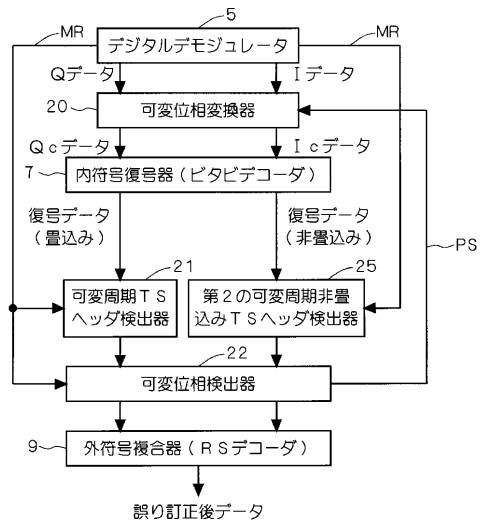 5
MR
MR
デジタルデモジュレータ
Qデータ
Iデータ
20
可変位相変換器
Qcデータ
Icデータ
7
内符号復号器(ビタビデコーダ)
復号データ
(畳込み)
復号データ
(非畳込み)
PS
21
25
可変周期TS
ヘッダ検出器
第2の可変周期非畳
込みTSヘッダ検出器
22
可変位相検出器
9
外符号複合器(RSデコーダ)
誤り訂正後データ